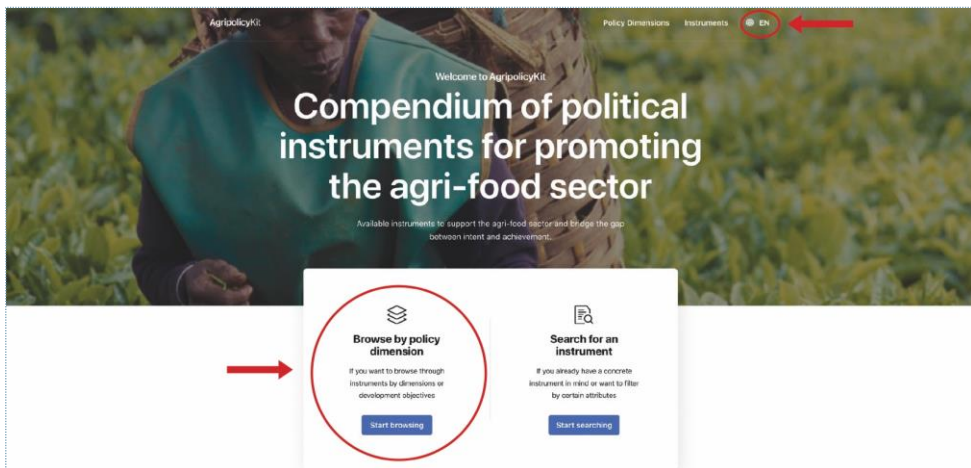 AgripolicyKit
Policy Dimensions Instruments EN
Welcome to AgripolicyKit
Compendium of political
instruments for promoting
the agri-food sector
Available instruments to support the agri-food sector and bridge the gap
between intent and achievement.
Browse by policy
dimension
If you want to browse through
instruments by dimensions or
development objectives
Start browsing
Search for an
instrument
If you already have a concrete
instrument in mind or want to filter
by certain attributes
Start searching